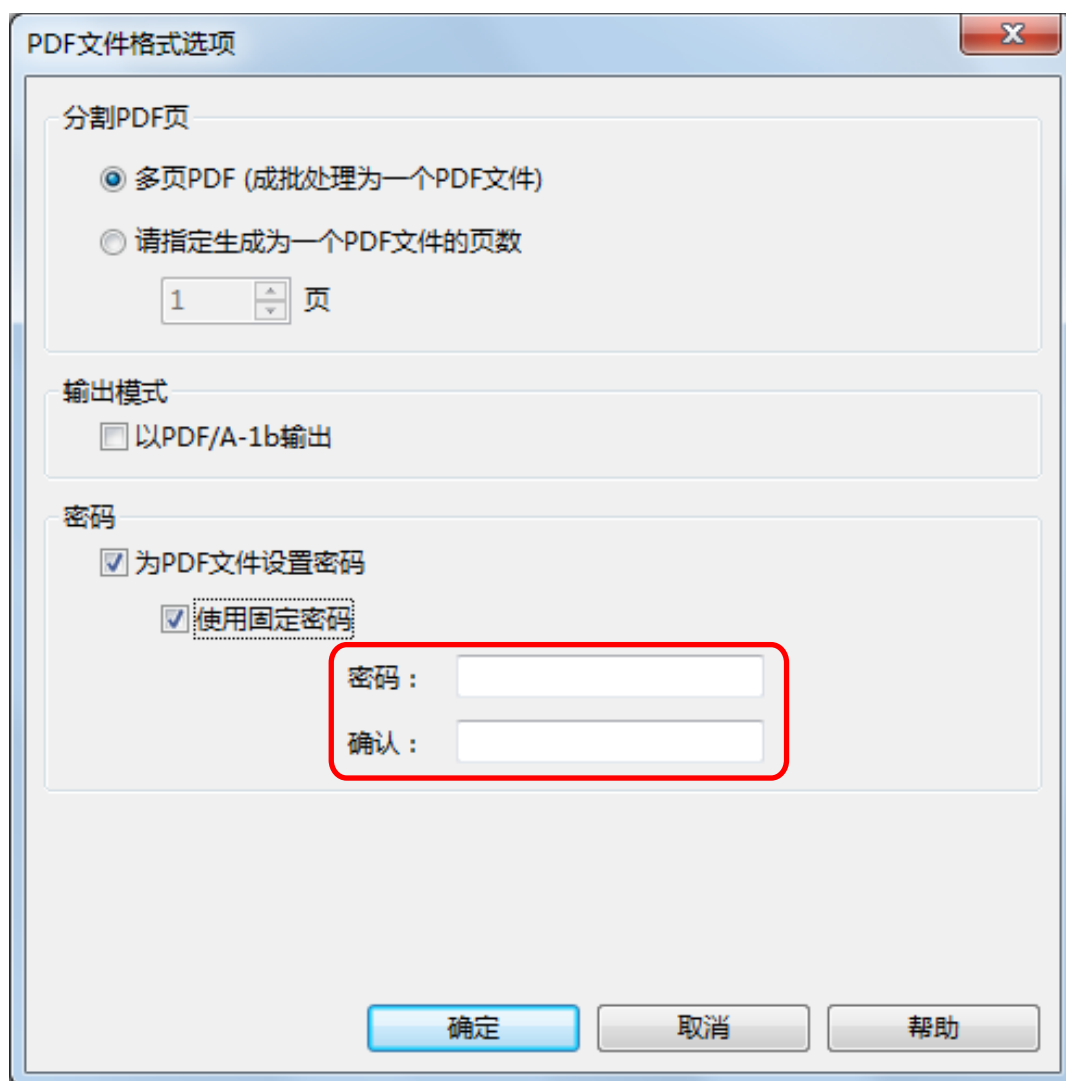 PDF文件格式选项
分割PDF页
多页PDF (成批处理为一个PDF文件)
请指定生成为一个PDF文件的页数
1 页
输出模式
以PDF/A-1b输出
密码
为PDF文件设置密码
使用固定密码
密码：
确认：
确定 取消 帮助